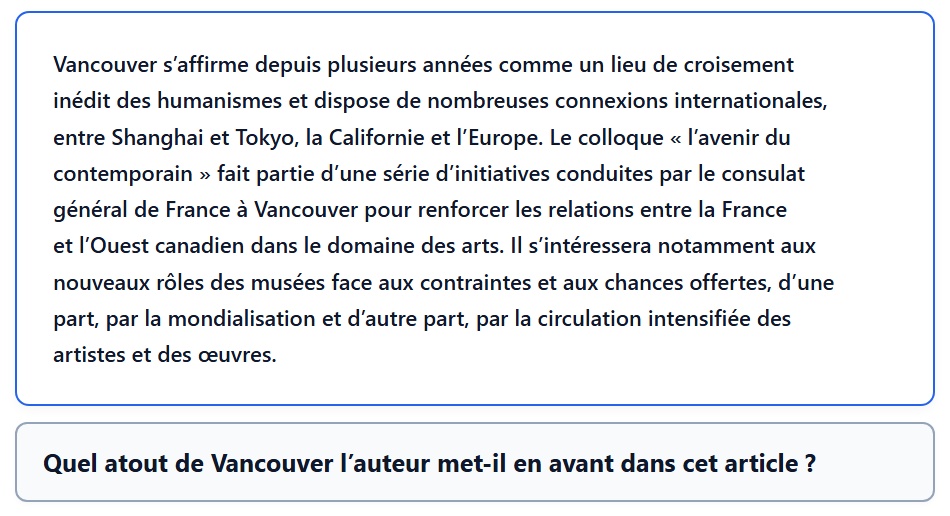 Vancouver s’affirme depuis plusieurs années comme un lieu de croisement
inédit des humanismes et dispose de nombreuses connexions internationales,
entre Shanghai et Tokyo, la Californie et l’Europe. Le colloque « l’avenir du
contemporain » fait partie d’une série d’initiatives conduites par le consulat
général de France à Vancouver pour renforcer les relations entre la France
et l’Ouest canadien dans le domaine des arts. Il s’intéressera notamment aux
nouveaux rôles des musées face aux contraintes et aux chances offertes, d’une
part, par la mondialisation et d’autre part, par la circulation intensifiée des
artistes et des œuvres.
Quel atout de Vancouver l’auteur met-il en avant dans cet article ?